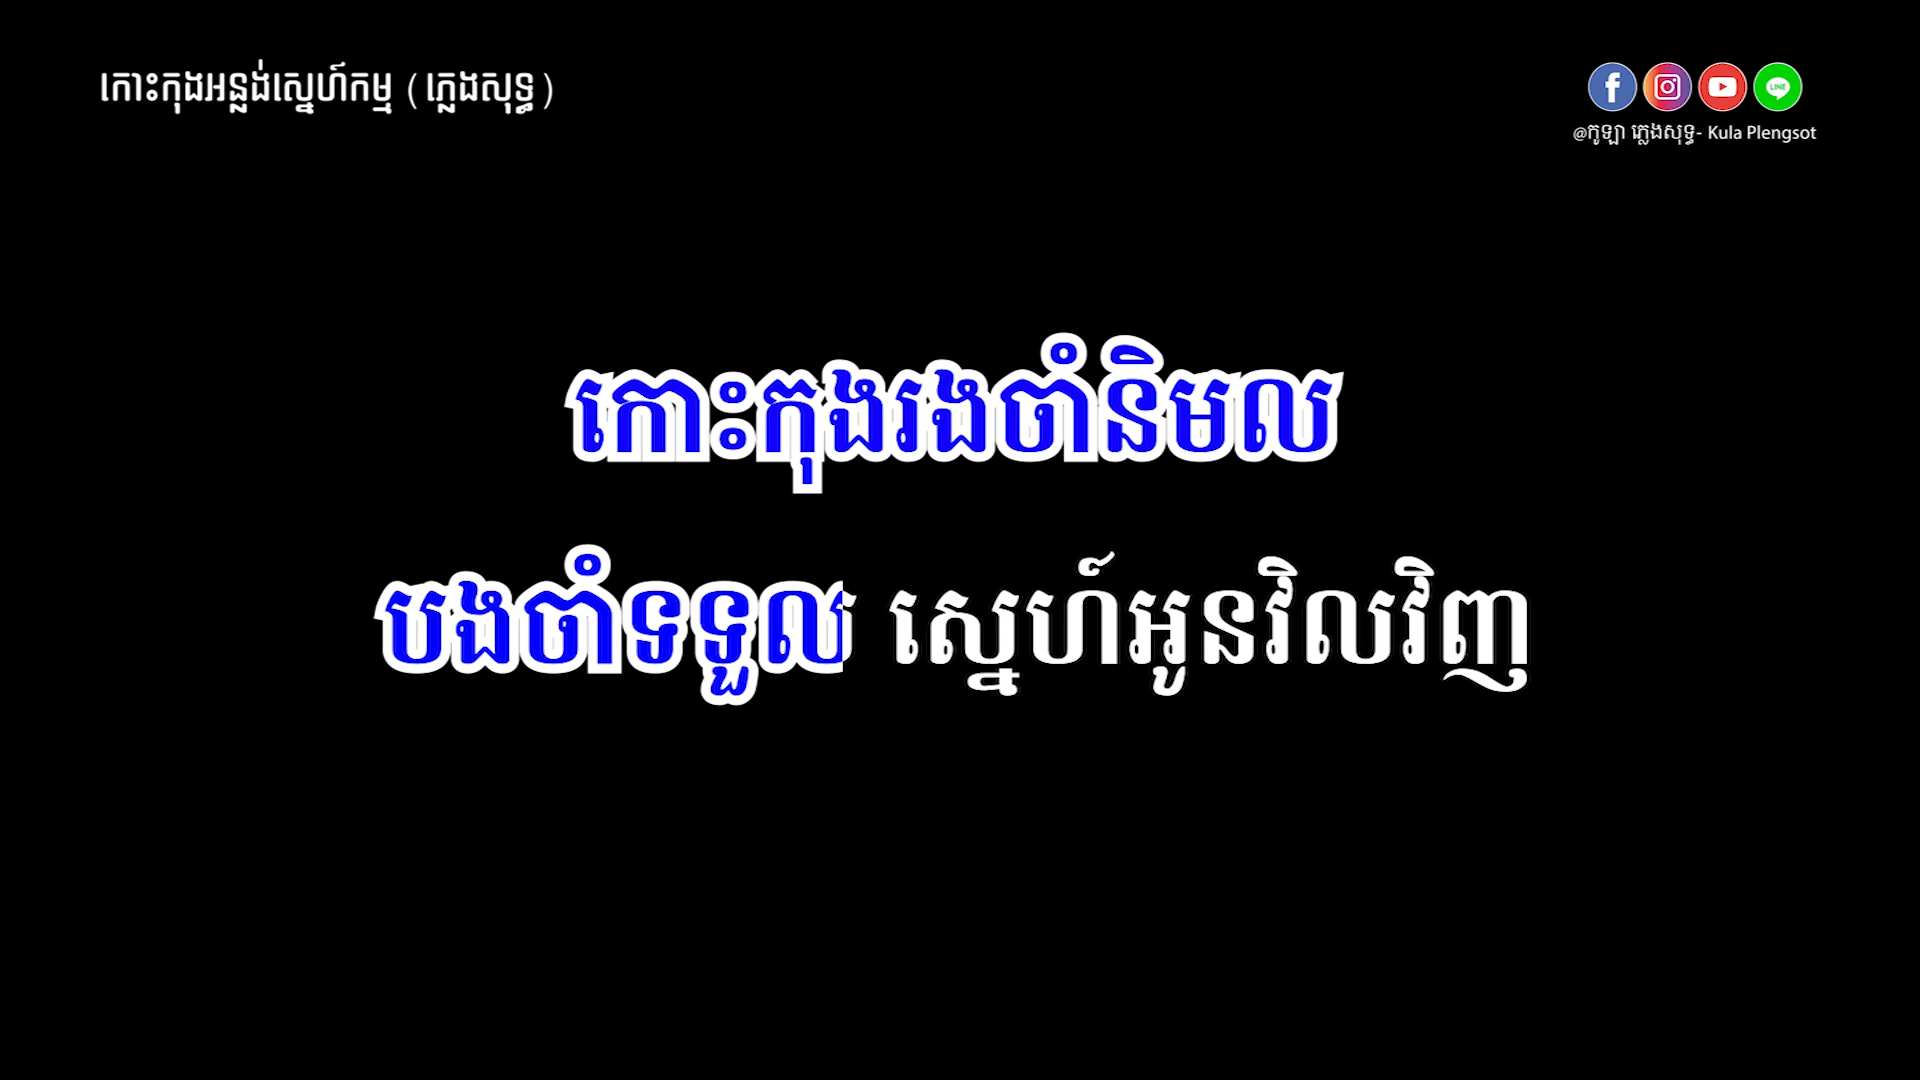 កោះកុងអន្លង់ស្នេហ៍កម្ម (ភ្លេងសុទ្ធ)
@កូឡា ភ្លេងសុទ្ធ- Kula Plengsot
កោះកុងរងចាំនិមល
បងចាំទទួល ស្នេហ៍អូនវិលវិញ